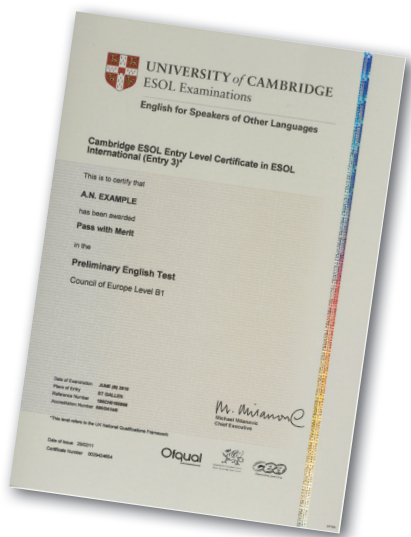 UNIVERSITY of CAMBRIDGE
ESOL Examinations
English for Speakers of Other Languages
Cambridge ESOL Entry Level Certificate in ESOL
International (Entry 3)*
This is to certify that
A.N. EXAMPLE
has been awarded
Pass with Merit
in the
Preliminary English Test
Council of Europe Level B1
Date of Examination JUNE (B) 2010
Place of Entry ST GALLEN
Reference Number
Accreditation Number
M. Milanovic
Michael Milanovic
Chief Executive
*This level refers to the UK National Qualifications Framework
Date of Issue
Certificate Number
Ofqual